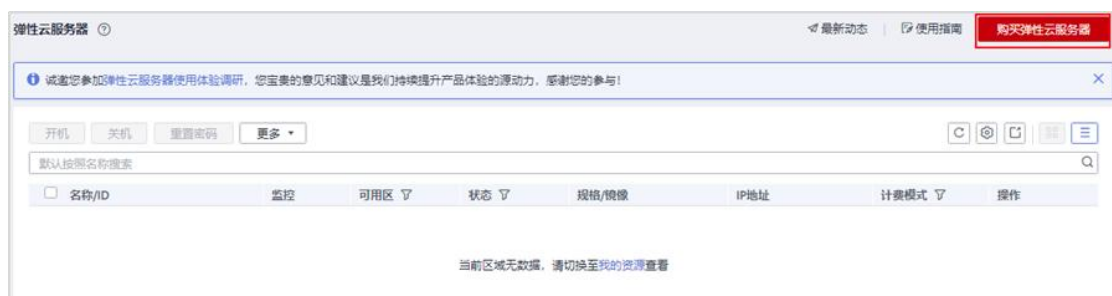 弹性云服务器 最新动态 使用指南 购买弹性云服务器
诚邀您参加弹性云服务器使用体验调研，您宝贵的意见和建议是我们持续提升产品体验的源动力，感谢您的参与！
开机 关机 重置密码 更多
默认按照名称搜索
名称/ID 监控 可用区 状态 规格/镜像 IP地址 计费模式 操作
当前区域无数据，请切换至我的资源查看